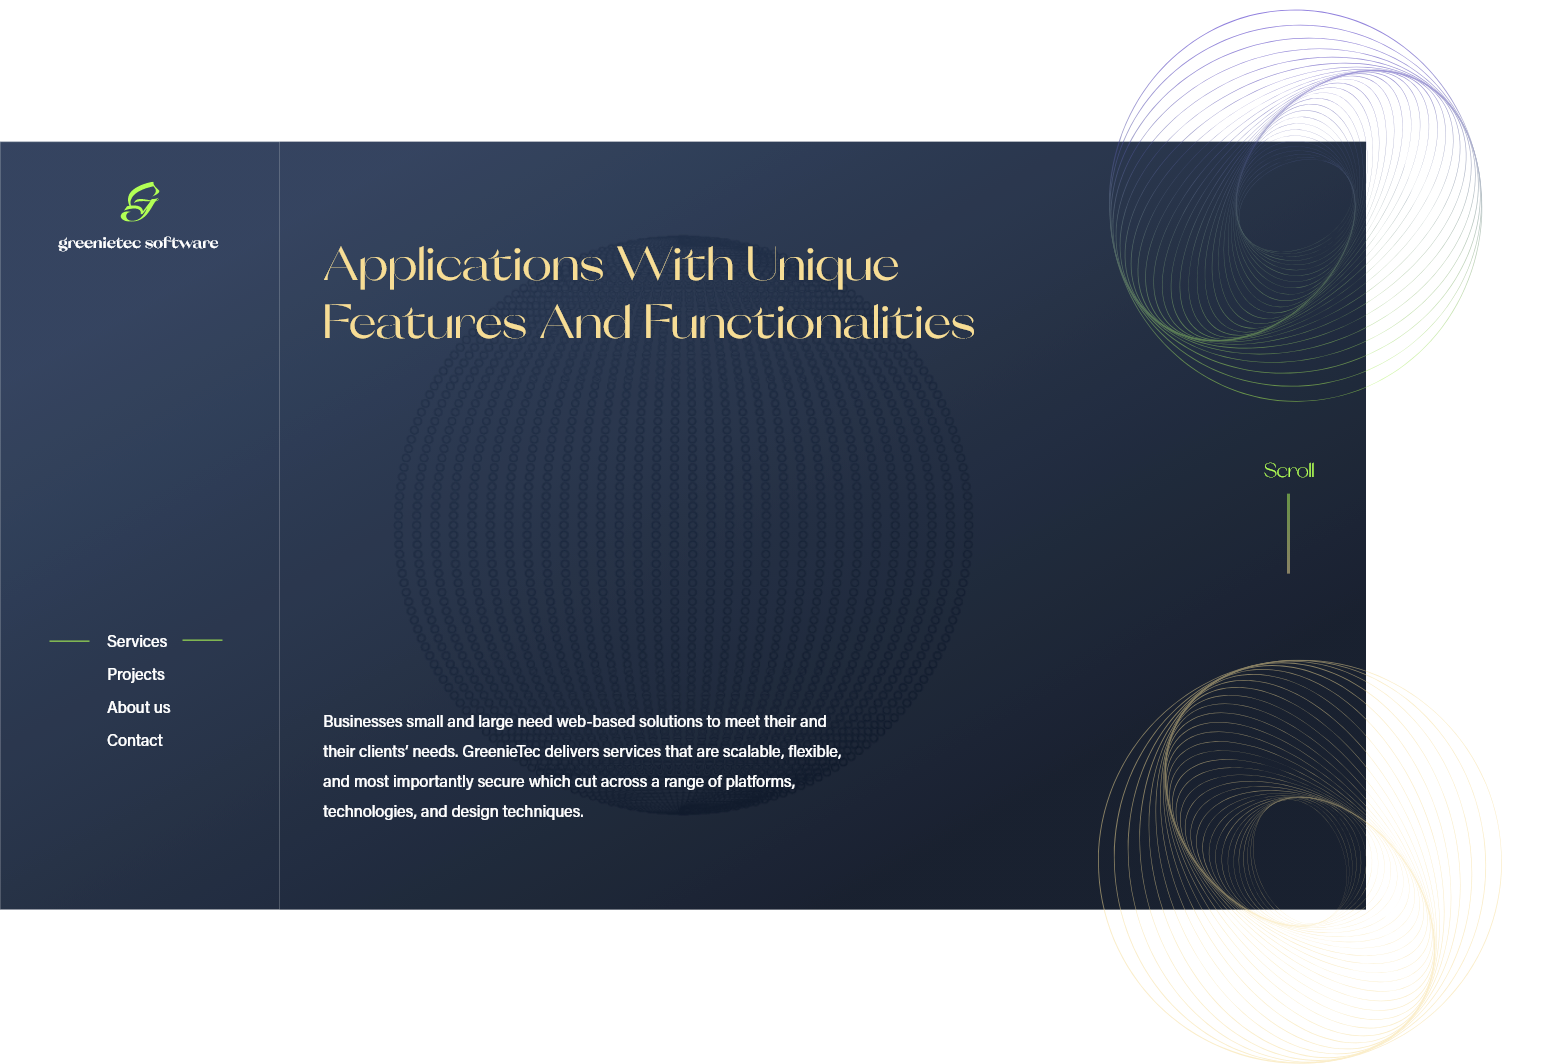 G
greenietec software
Applications With Unique
Features And Functionalities
Scroll
Services
Projects
About us
Contact
Businesses small and large need web-based solutions to meet their and
their clients' needs. GreenieTec delivers services that are scalable, flexible,
and most importantly secure which cut across a range of platforms,
technologies, and design techniques.